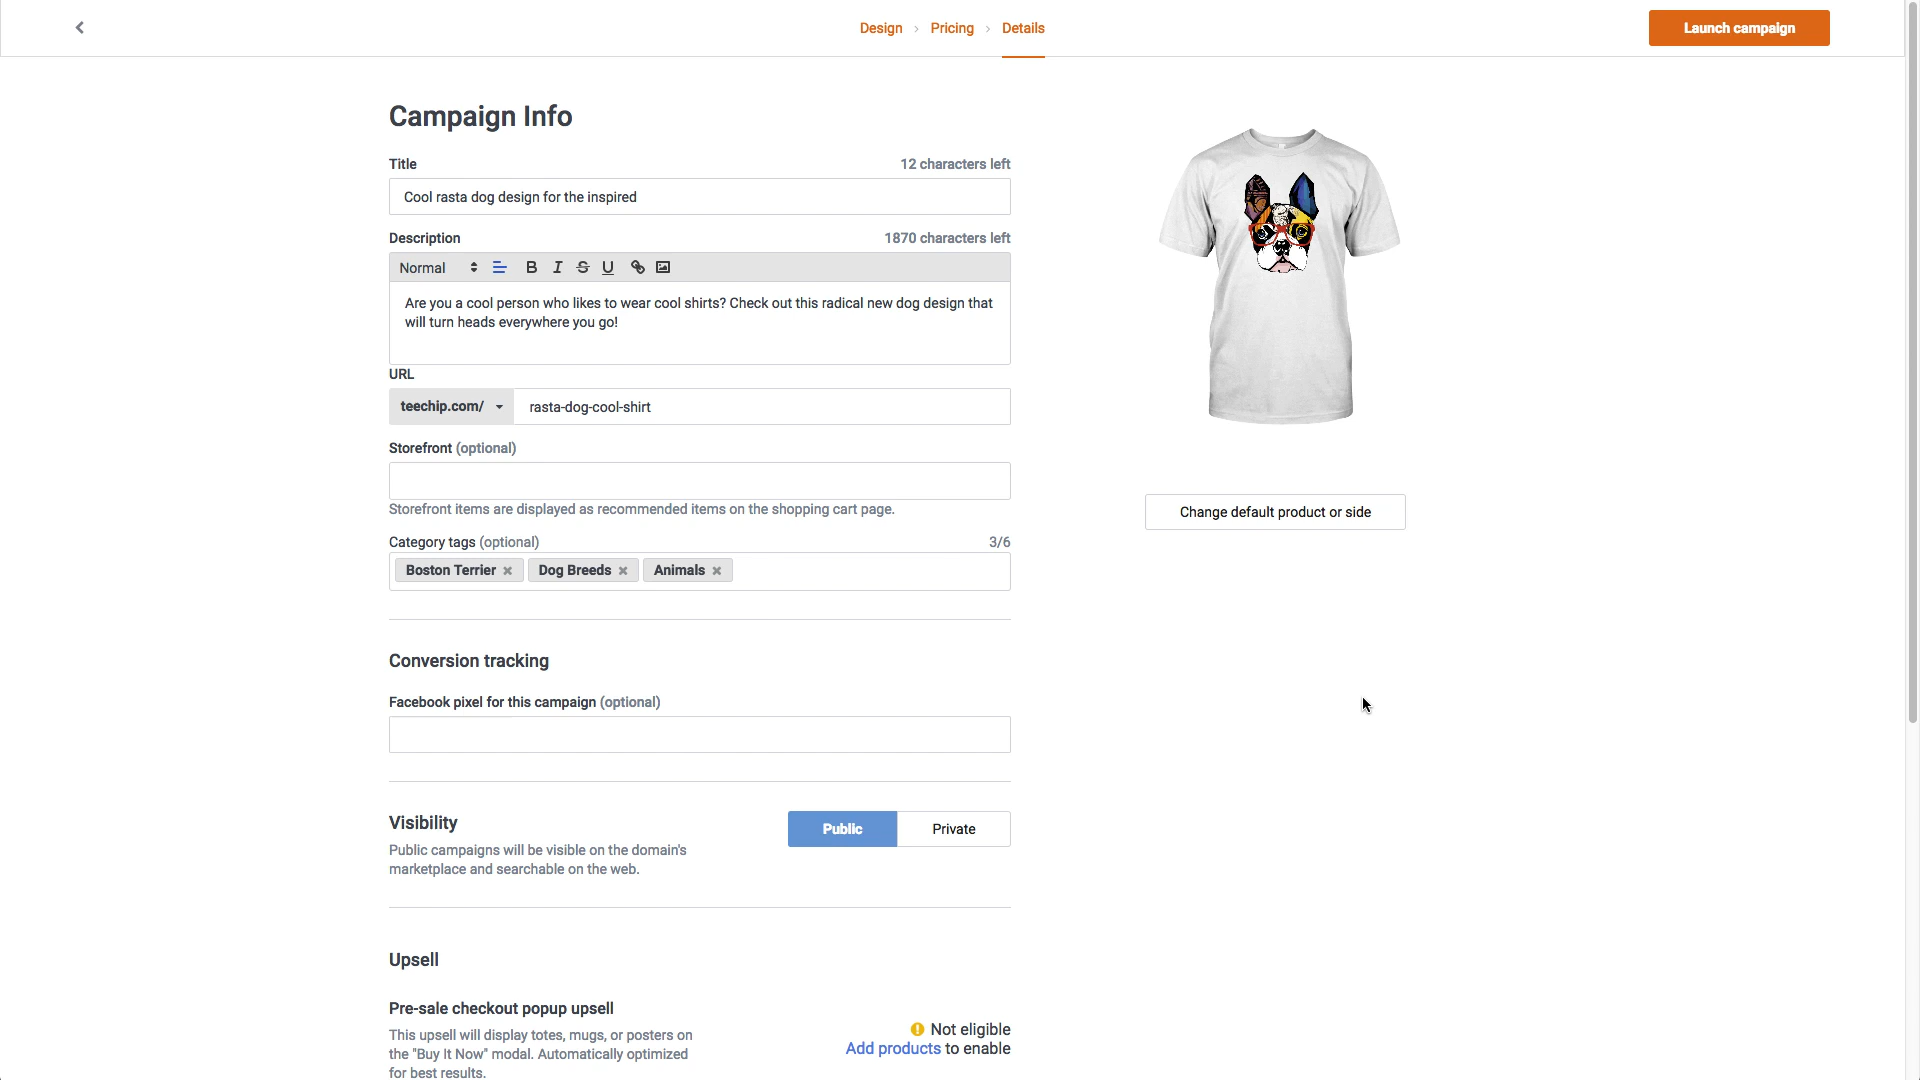 Design › Pricing › Details
Launch campaign
Campaign Info
Title
12 characters left
Cool rasta dog design for the inspired
Description
1870 characters left
Normal B I S U
Are you a cool person who likes to wear cool shirts? Check out this radical new dog design that
will turn heads everywhere you go!
URL
teechip.com/
rasta-dog-cool-shirt
Storefront (optional)
Storefront items are displayed as recommended items on the shopping cart page.
Change default product or side
Category tags (optional)
3/6
Boston Terrier × Dog Breeds × Animals ×
Conversion tracking
Facebook pixel for this campaign (optional)
Visibility
Public
Private
Public campaigns will be visible on the domain's
marketplace and searchable on the web.
Upsell
Pre-sale checkout popup upsell
This upsell will display totes, mugs, or posters on
the "Buy It Now" modal. Automatically optimized
for best results.
Not eligible
Add products to enable